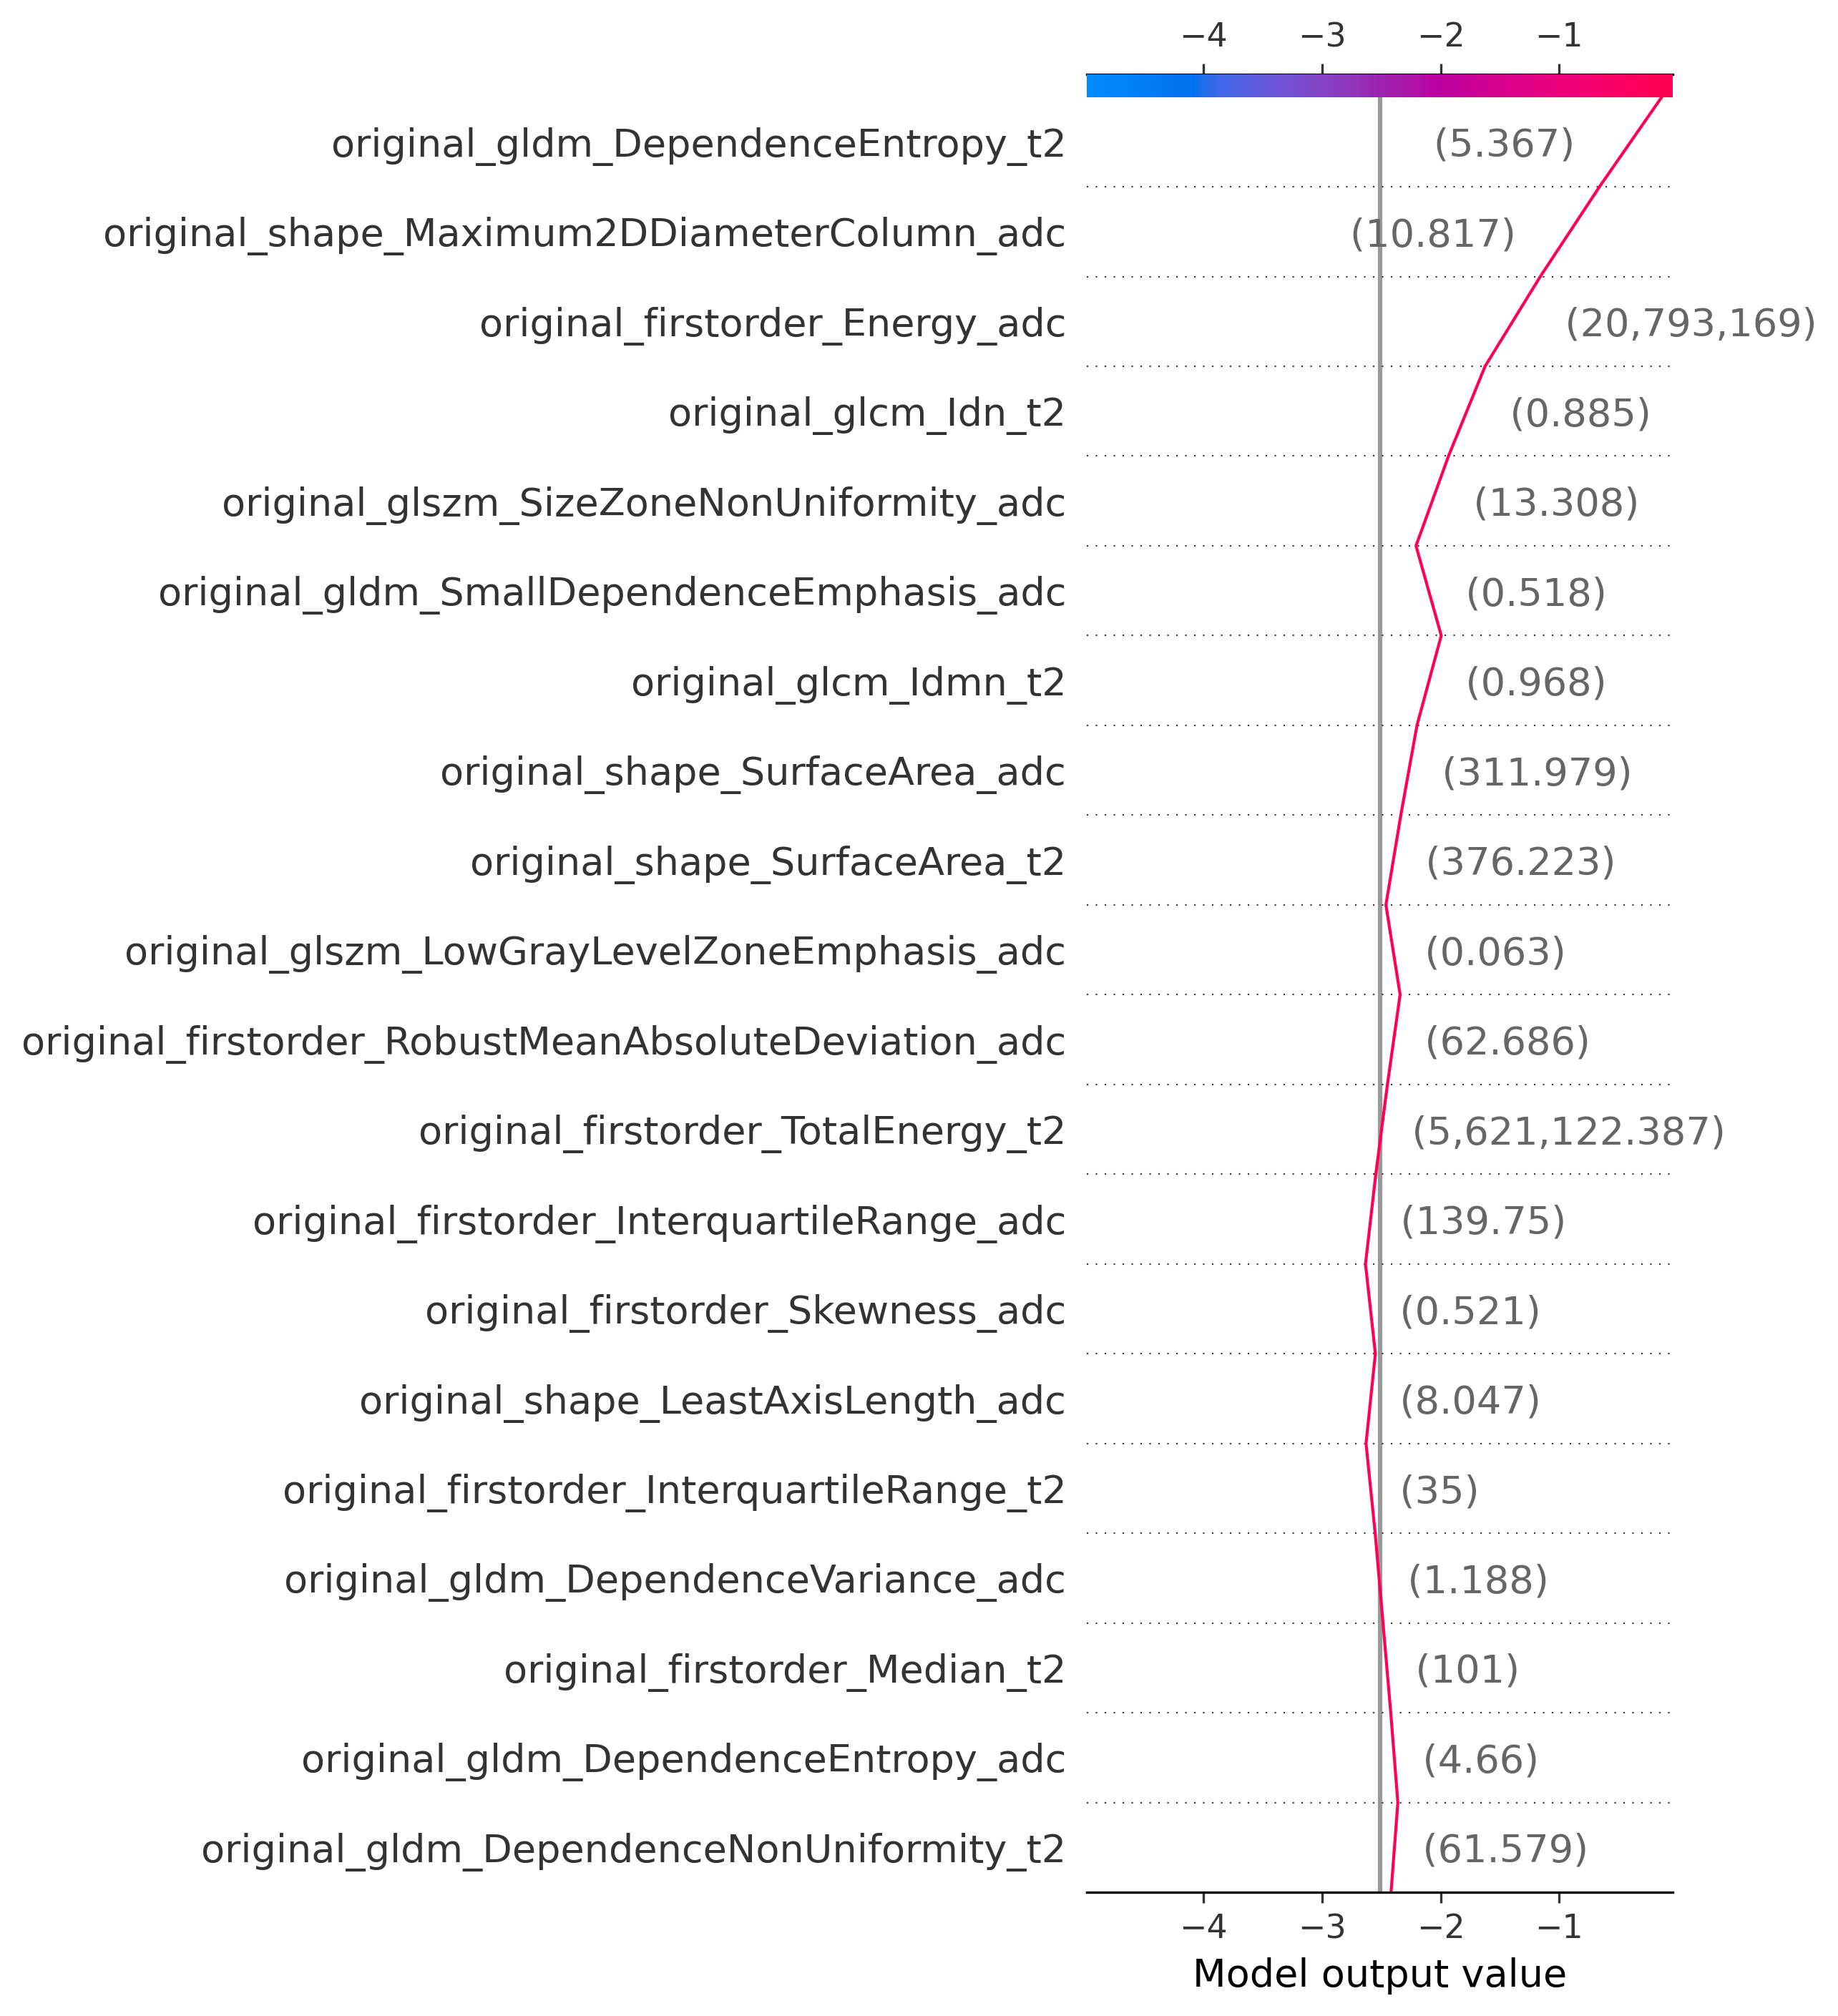 −4 −3 −2 −1
original_gldm_DependenceEntropy_t2 (5.367)
original_shape_Maximum2DDiameterColumn_adc (10.817)
original_firstorder_Energy_adc (20,793,169)
original_glcm_Idn_t2 (0.885)
original_glszm_SizeZoneNonUniformity_adc (13.308)
original_gldm_SmallDependenceEmphasis_adc (0.518)
original_glcm_Idmn_t2 (0.968)
original_shape_SurfaceArea_adc (311.979)
original_shape_SurfaceArea_t2 (376.223)
original_glszm_LowGrayLevelZoneEmphasis_adc (0.063)
original_firstorder_RobustMeanAbsoluteDeviation_adc (62.686)
original_firstorder_TotalEnergy_t2 (5,621,122.387)
original_firstorder_InterquartileRange_adc (139.75)
original_firstorder_Skewness_adc (0.521)
original_shape_LeastAxisLength_adc (8.047)
original_firstorder_InterquartileRange_t2 (35)
original_gldm_DependenceVariance_adc (1.188)
original_firstorder_Median_t2 (101)
original_gldm_DependenceEntropy_adc (4.66)
original_gldm_DependenceNonUniformity_t2 (61.579)
−4 −3 −2 −1
Model output value